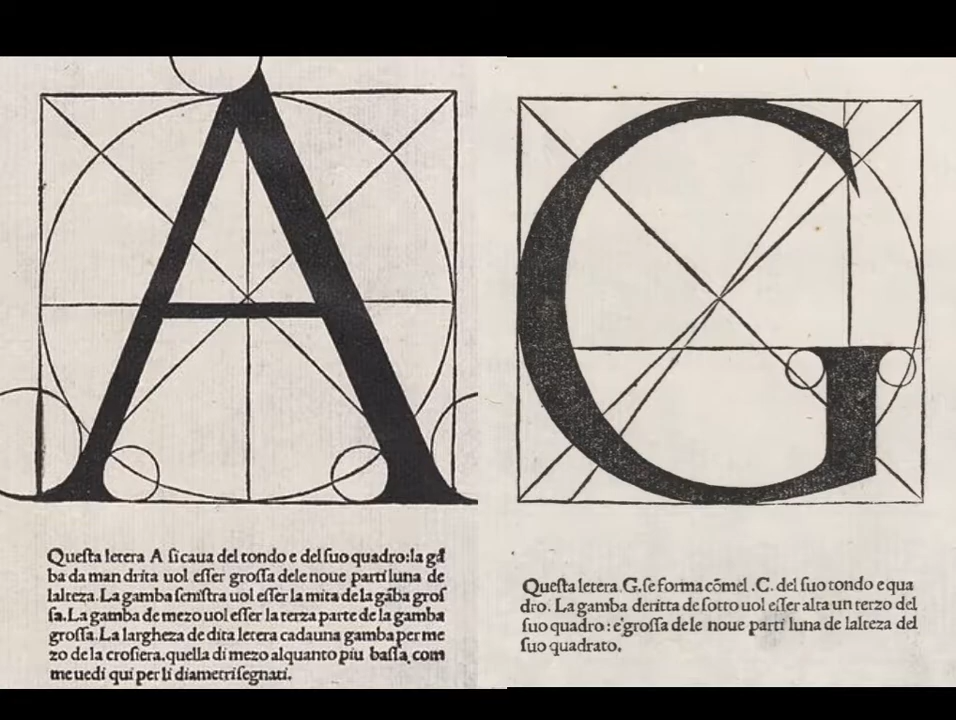 A
Queſta letera A ſi caua del tondo e del ſuo quadro: la gā
ba da man drita uol eſſer groſſa dele noue parti luna de
lalteza. La gamba ſeniſtra uol eſſer la mita de la gāba groſ
ſa. La gamba de mezo uol eſſer la terza parte de la gamba
groſſa. La largheza de dita letera cadauna gamba per me
zo de la croſiera. quella di mezo alquanto piu baſſa com
me uedi qui per li diametri ſegnati.
G
Queſta letera .G. ſe forma cōmel .C. del ſuo tondo e qua
dro. La gamba deritta de ſotto uol eſſer alta un terzo del
ſuo quadro: e groſſa de le noue parti luna de lalteza del
ſuo quadrato.